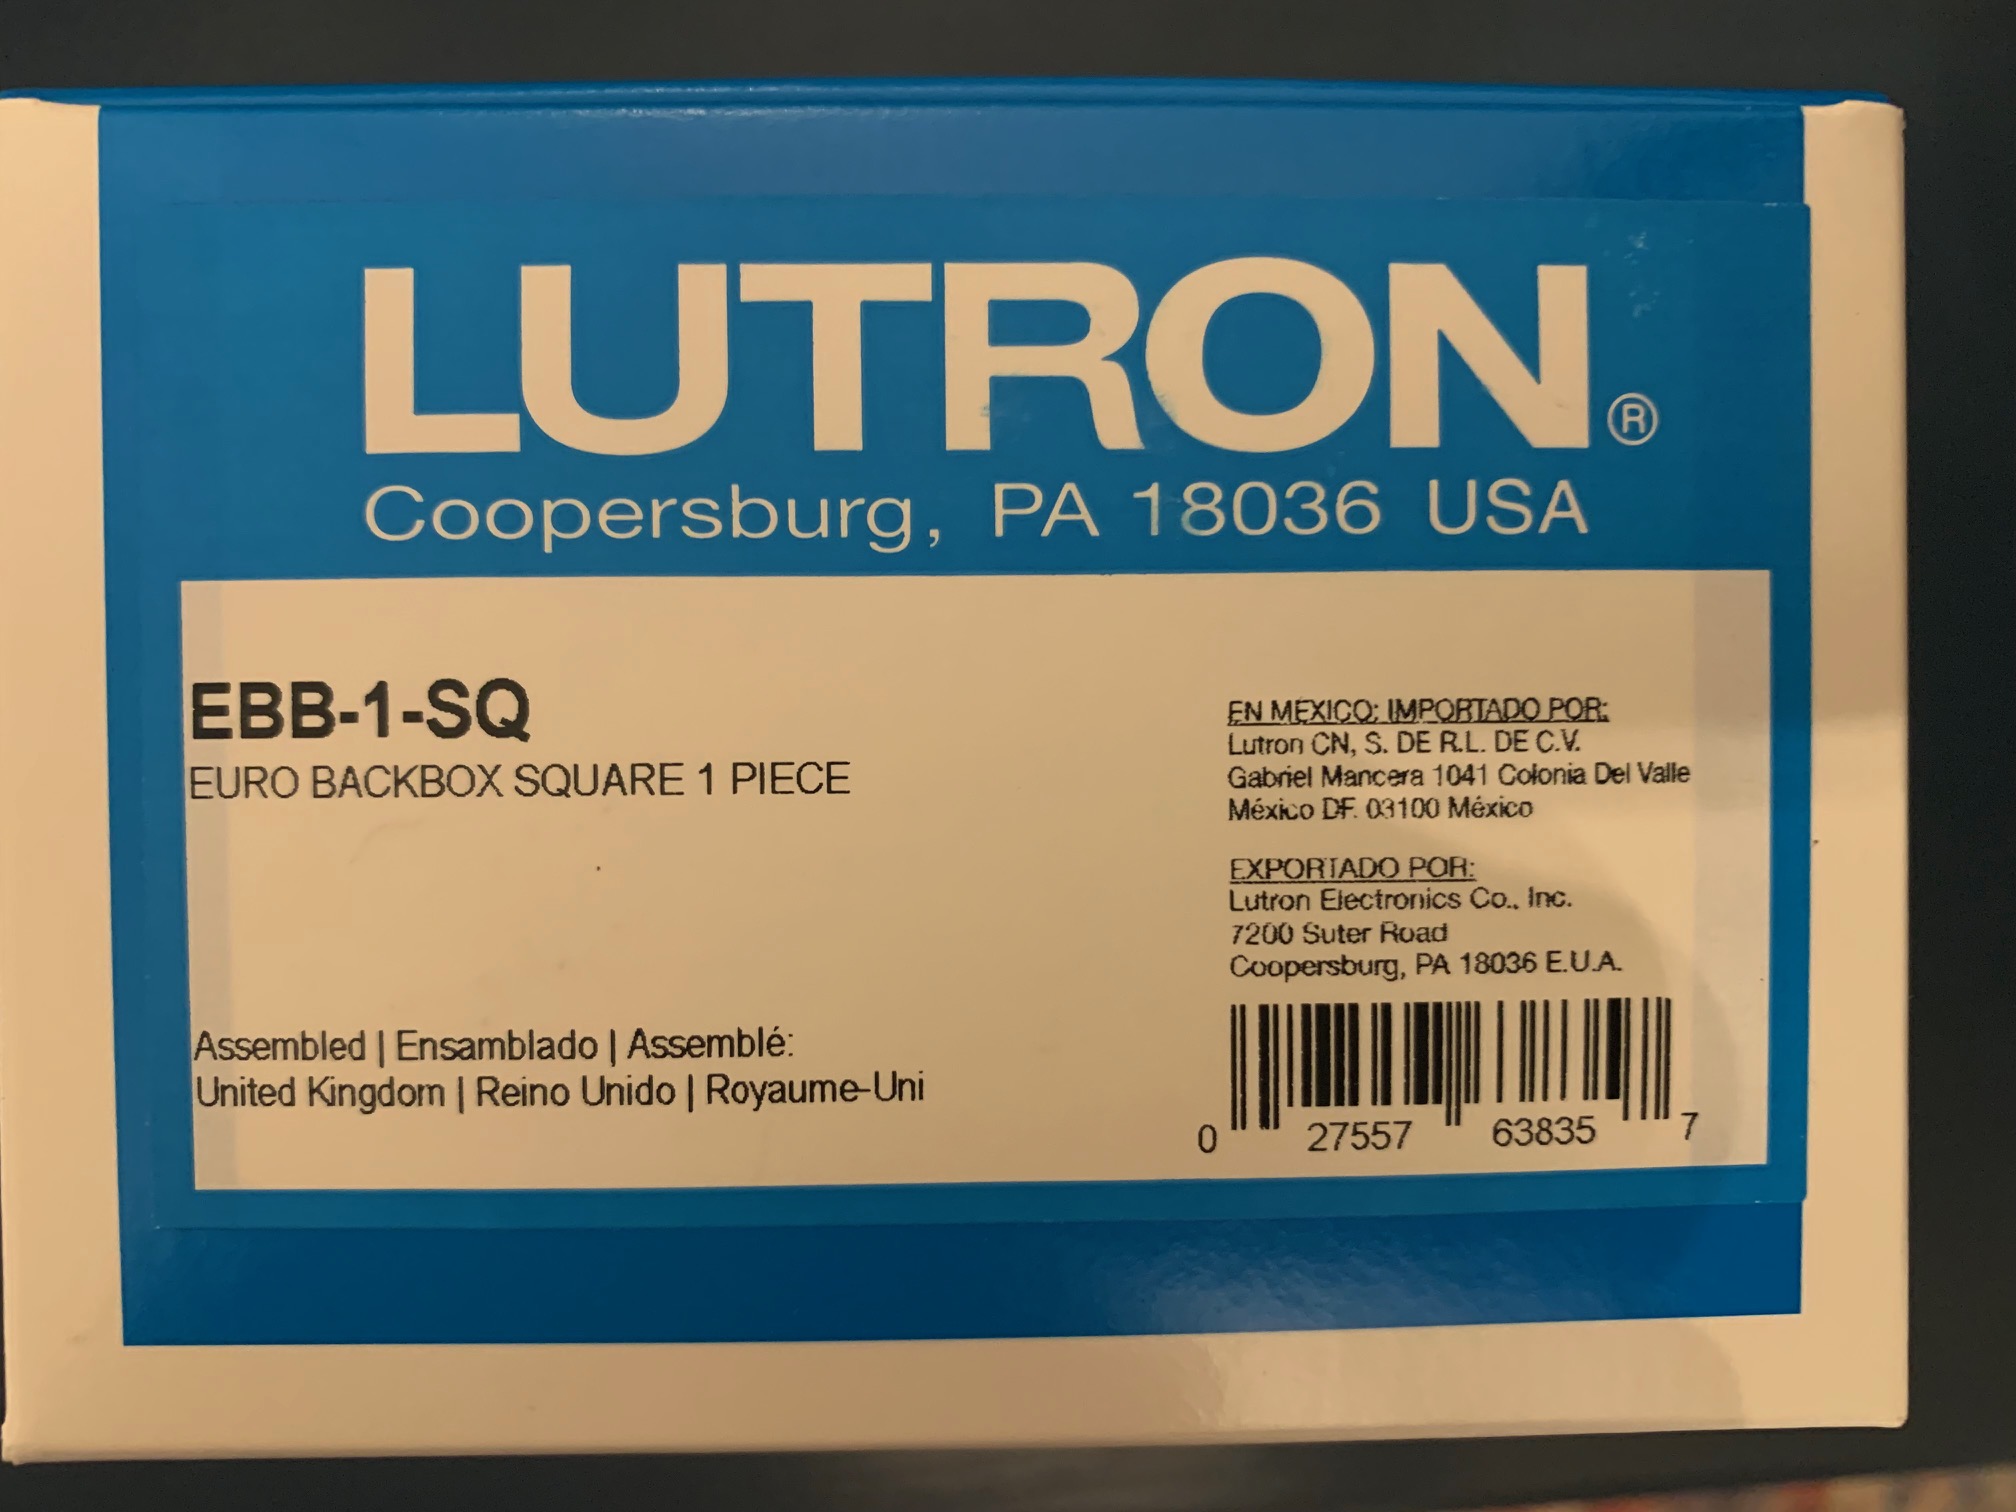 LUTRON®
Coopersburg, PA 18036 USA
EBB-1-SQ
EURO BACKBOX SQUARE 1 PIECE
Assembled | Ensamblado | Assemblé:
United Kingdom | Reino Unido | Royaume-Uni
EN MÉXICO: IMPORTADO POR:
Lutron CN, S. DE R.L. DE C.V.
Gabriel Mancera 1041 Colonia Del Valle
México DF. 03100 México
EXPORTADO POR:
Lutron Electronics Co., Inc.
7200 Suter Road
Coopersburg, PA 18036 E.U.A.
0 27557 63835 7